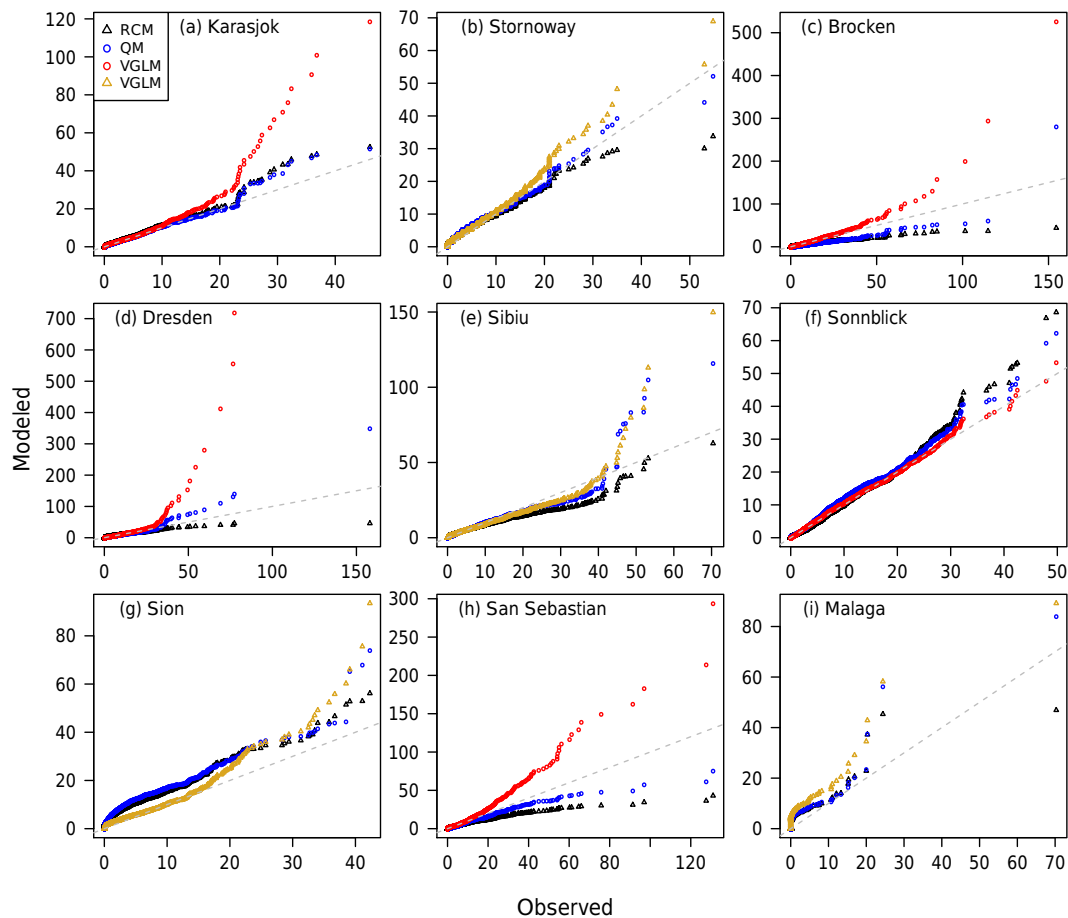 (a) Karasjok
RCM
QM
VGLM
VGLM
0 20 40 60 80 100 120
0 10 20 30 40
(b) Stornoway
0 10 20 30 40 50 60 70
0 10 20 30 40 50
(c) Brocken
0 100 200 300 400 500
0 50 100 150
(d) Dresden
0 100 200 300 400 500 600 700
0 50 100 150
(e) Sibiu
0 50 100 150
0 10 20 30 40 50 60 70
(f) Sonnblick
0 10 20 30 40 50 60 70
0 10 20 30 40 50
(g) Sion
0 20 40 60 80
0 10 20 30 40
(h) San Sebastian
0 50 100 150 200 250 300
0 20 40 60 80 100 120
(i) Malaga
0 20 40 60 80
0 10 20 30 40 50 60 70
Modeled
Observed